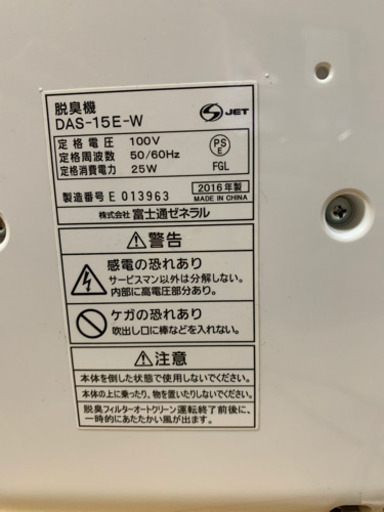 脱臭機
DAS-15E-W
S JET
定格電圧 100V
定格周波数 50/60Hz
定格消費電力 25W
PS
E
FGL
製造番号 E 013963
2016年製
MADE IN CHINA
株式会社 富士通ゼネラル
⚠警告
感電の恐れあり
サービスマン以外は分解しない。
内部に高電圧部分あり。
ケガの恐れあり
吹出し口に棒などを入れない。
⚠注意
本体を倒した状態で使用しないでください。
本体の上に乗ったり、物を置いたりしないでください。
脱臭フィルターオートクリーン運転終了前後に、
一時的にあたたかい風が出ます。